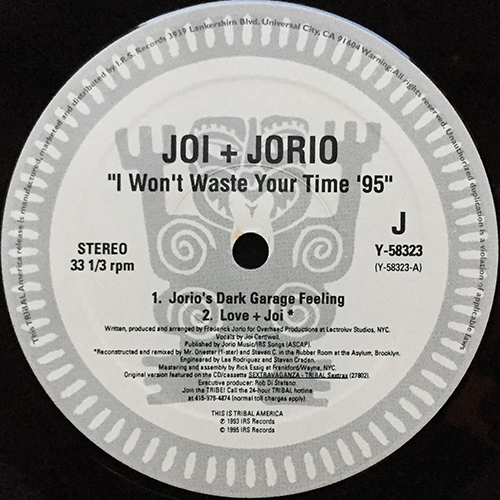 This TRIBAL America release is manufactured, marketed and distributed by I.R.S. Records 3939 Lankershim Blvd. Universal City, CA 91604 Warning: All rights reserved. Unauthorized duplication is a violation of applicable laws
JOI + JORIO
"I Won't Waste Your Time '95"
STEREO
33 1/3 rpm
J
Y-58323
(Y-58323-A)
1. Jorio's Dark Garage Feeling
2. Love + Joi *
Written, produced and arranged by Frederick Jorio for Overhead Productions at Lectrolux Studios, NYC.
Vocals by Joi Cardwell.
Published by Jorio Music/IRS Songs (ASCAP).
*Reconstructed and remixed by Mr. Onester (1-ster) and Steven C. in the Rubber Room at the Asylum, Brooklyn.
Engineered by Lee Rodriguez and Steven Craden.
Mastering and assembly by Rick Essig at Frankford/Wayne, NYC.
Original version featured on the CD/cassette SEXTRAVAGANZA - TRIBAL Sextrax (27802).
Executive producer: Rob Di Stefano
Join the TRIBE! Call the 24-hour TRIBAL hotline
at 415-979-4874 (normal toll charges apply).
THIS IS TRIBAL AMERICA
℗ 1993 IRS Records
© 1995 IRS Records